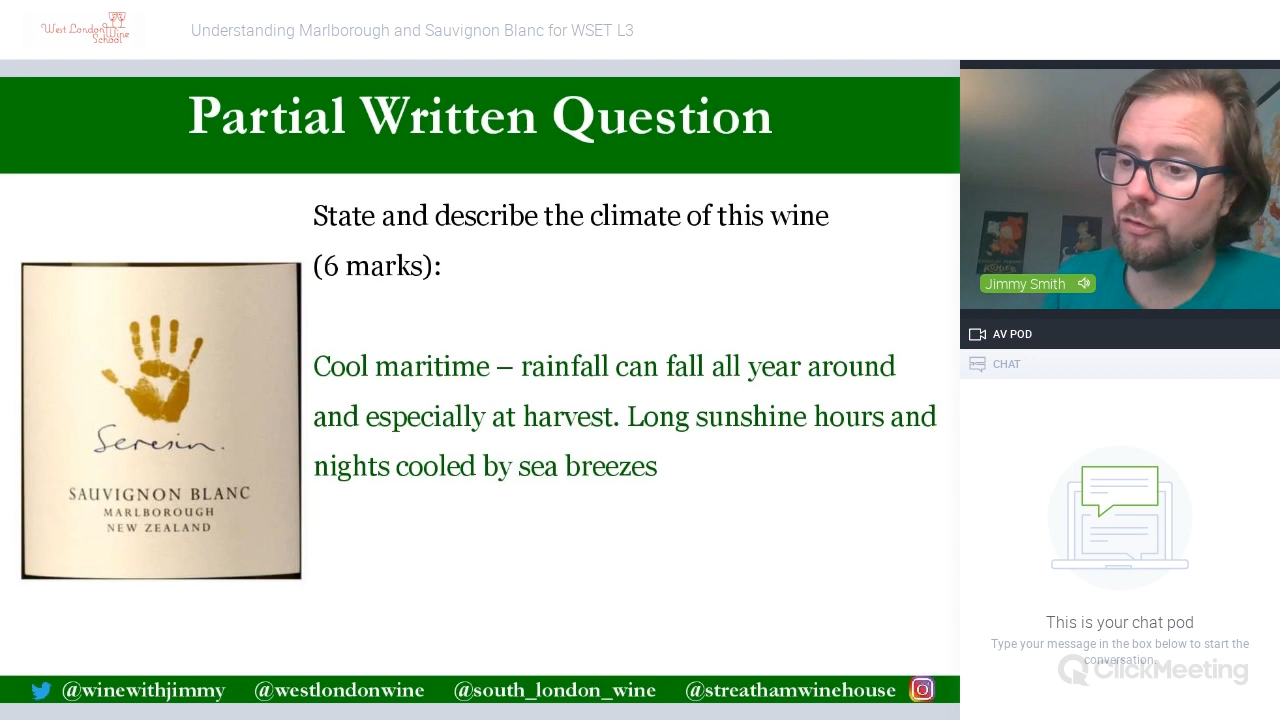 West London
Wine
School
Understanding Marlborough and Sauvignon Blanc for WSET L3
Partial Written Question
State and describe the climate of this wine
(6 marks):
Cool maritime – rainfall can fall all year around
and especially at harvest. Long sunshine hours and
nights cooled by sea breezes
Seresin.
SAUVIGNON BLANC
MARLBOROUGH
NEW ZEALAND
@winewithjimmy @westlondonwine @south_london_wine @streathamwinehouse
Jimmy Smith
AV POD
CHAT
This is your chat pod
Type your message in the box below to start the
conversation.
ClickMeeting